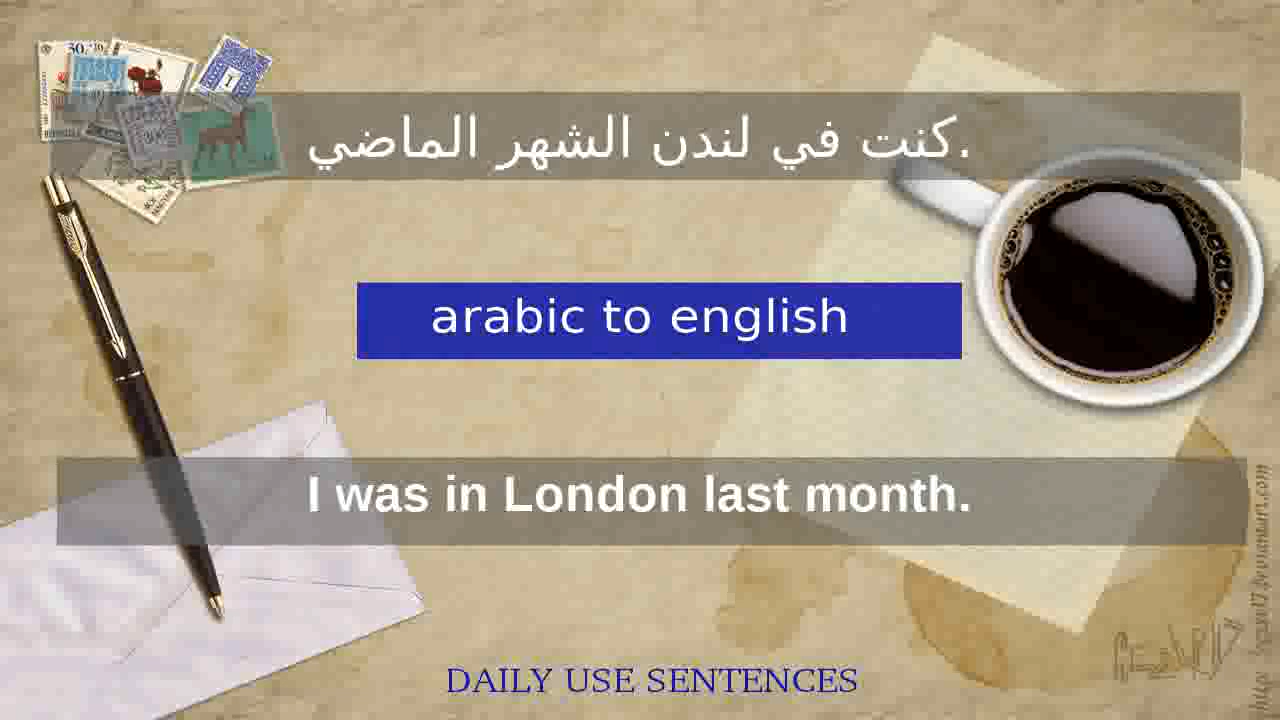 كنت في لندن الشهر الماضي.
arabic to english
I was in London last month.
DAILY USE SENTENCES